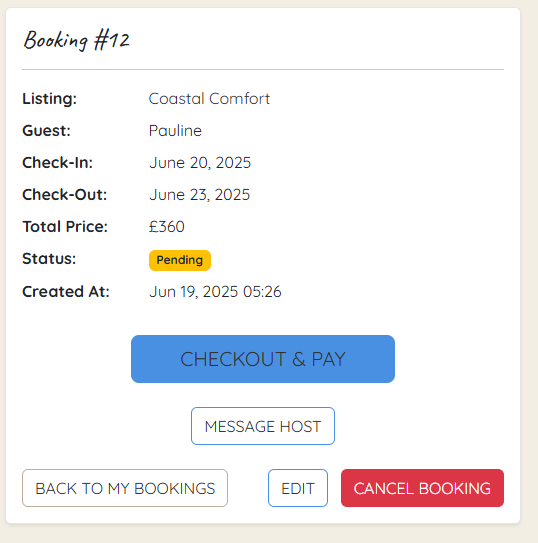 Booking #12
Listing: Coastal Comfort
Guest: Pauline
Check-In: June 20, 2025
Check-Out: June 23, 2025
Total Price: £360
Status: Pending
Created At: Jun 19, 2025 05:26
CHECKOUT & PAY
MESSAGE HOST
BACK TO MY BOOKINGS EDIT CANCEL BOOKING